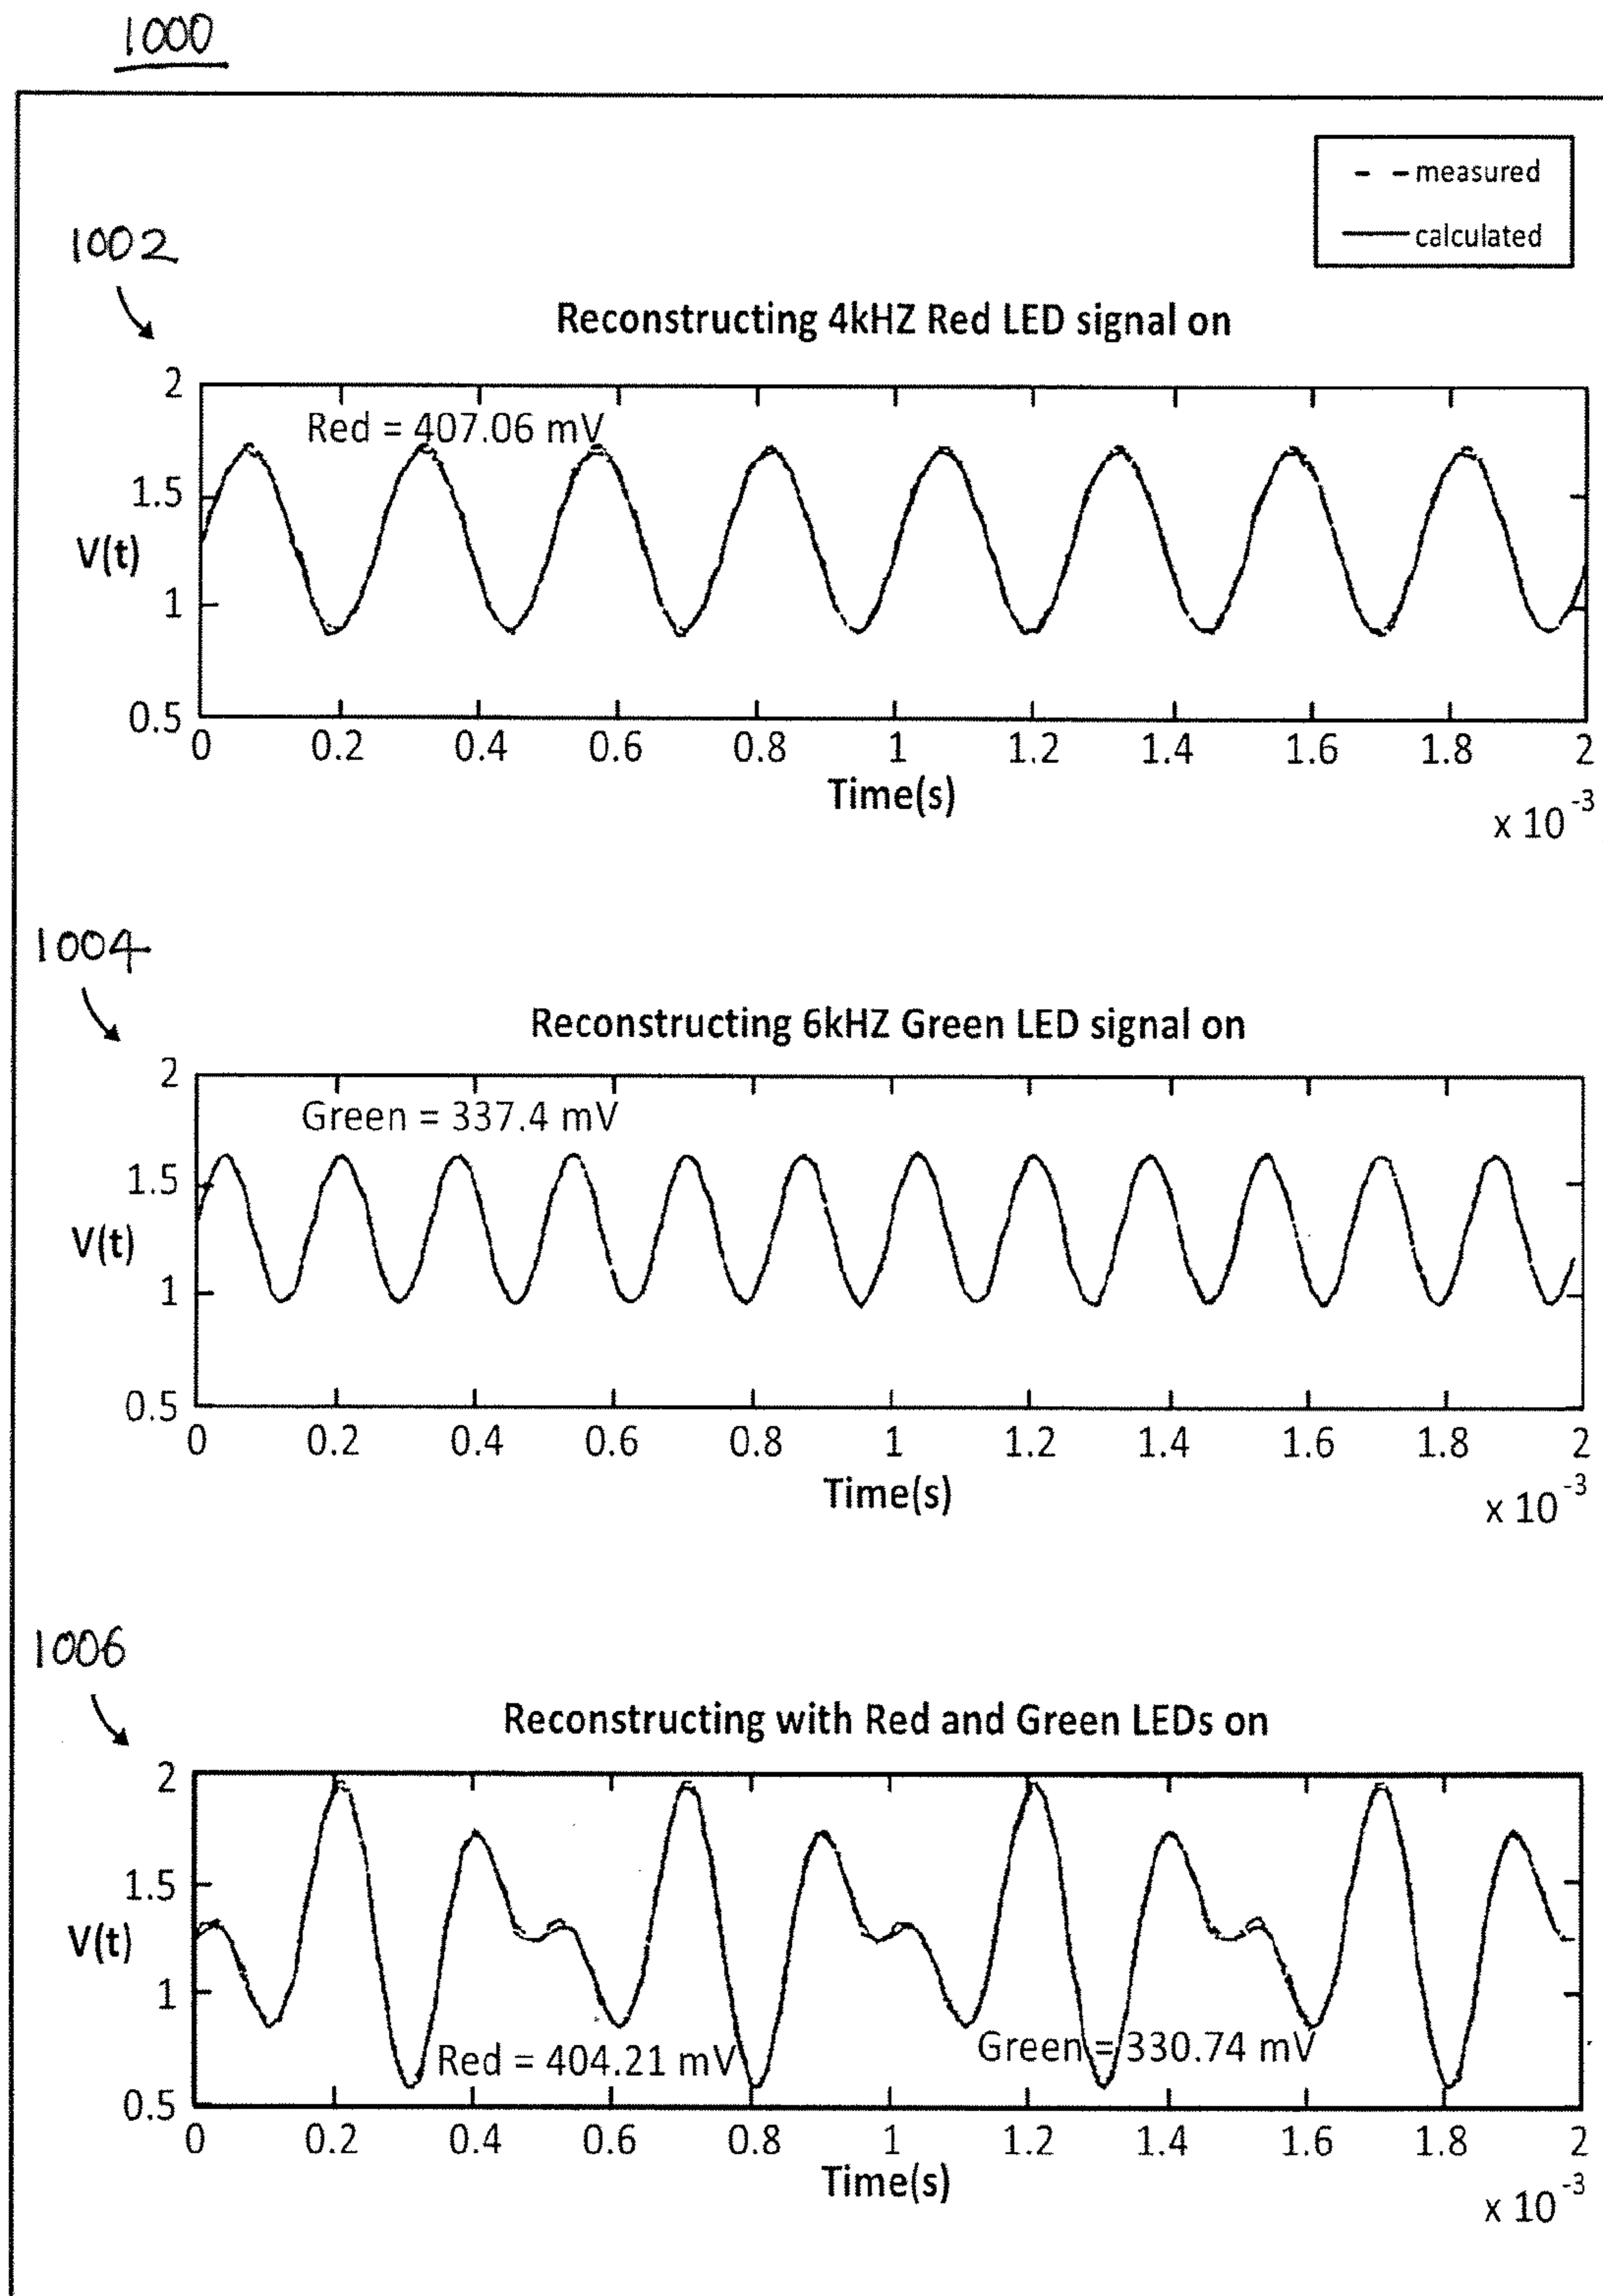 1000
measured
calculated
1002
Reconstructing 4kHZ Red LED signal on
2
Red = 407.06 mV
1.5
V(t)
1
0.5
0 0.2 0.4 0.6 0.8 1 1.2 1.4 1.6 1.8 2
Time(s)
x 10-3
1004
Reconstructing 6kHZ Green LED signal on
2
Green = 337.4 mV
1.5
V(t)
1
0.5
0 0.2 0.4 0.6 0.8 1 1.2 1.4 1.6 1.8 2
Time(s)
x 10-3
1006
Reconstructing with Red and Green LEDs on
2
1.5
V(t)
1
Red = 404.21 mV Green = 330.74 mV
0.5
0 0.2 0.4 0.6 0.8 1 1.2 1.4 1.6 1.8 2
Time(s)
x 10-3